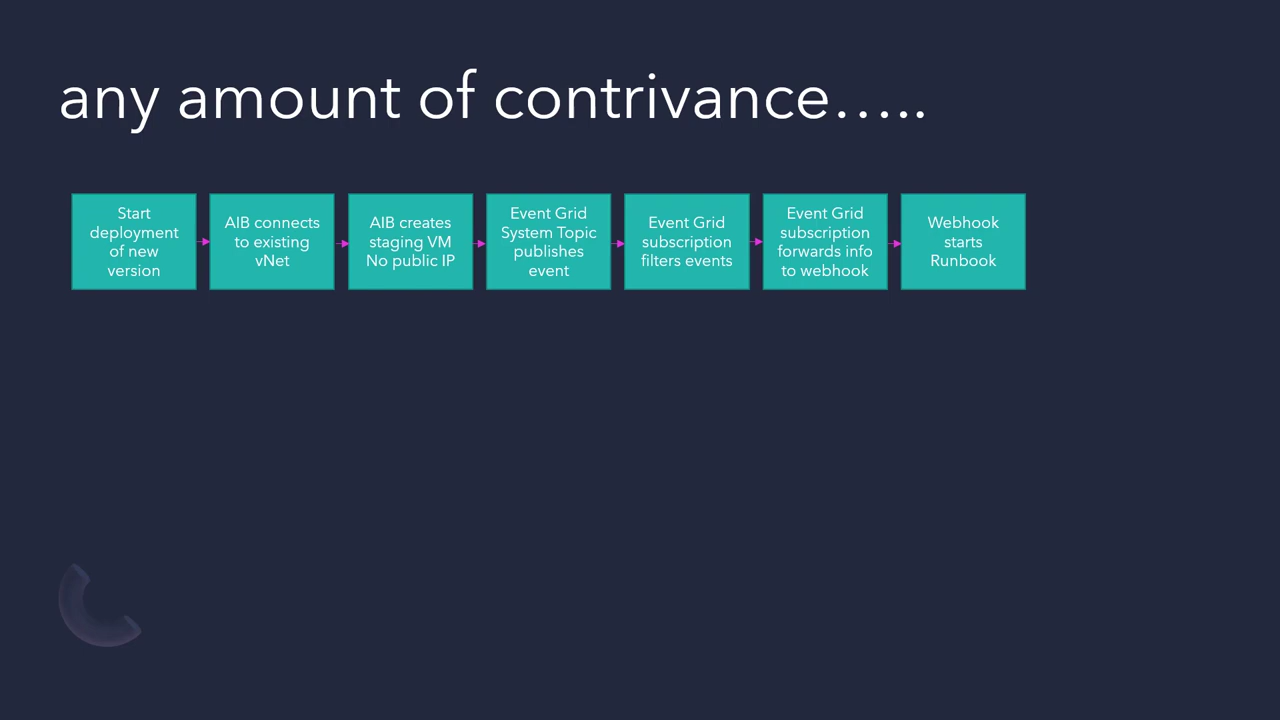 any amount of contrivance…..
Start
deployment
of new
version
AIB connects
to existing
vNet
AIB creates
staging VM
No public IP
Event Grid
System Topic
publishes
event
Event Grid
subscription
filters events
Event Grid
subscription
forwards info
to webhook
Webhook
starts
Runbook